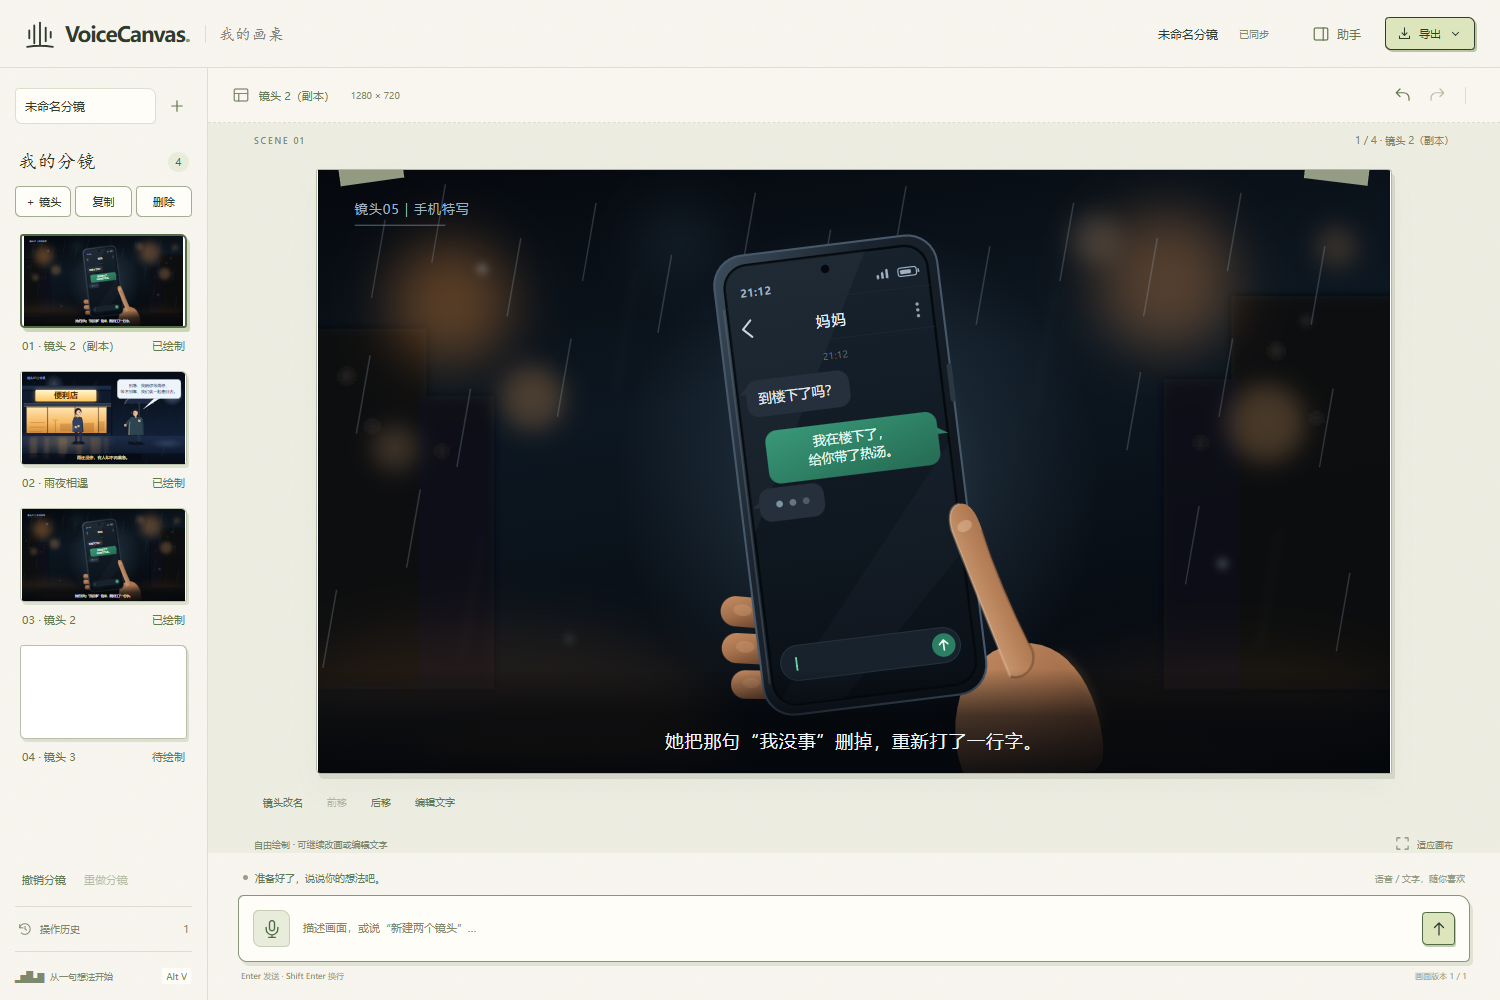 VoiceCanvas.
我的画桌
未命名分镜
已同步
助手
导出
未命名分镜
我的分镜
4
+ 镜头
复制
删除
01 · 镜头 2（副本）
已绘制
便利店
02 · 雨夜相遇
已绘制
03 · 镜头 2
已绘制
04 · 镜头 3
待绘制
撤销分镜
重做分镜
操作历史
1
从一句想法开始
Alt V
镜头 2（副本）
1280 × 720
SCENE 01
1 / 4 · 镜头 2（副本）
镜头05｜手机特写
21:12
妈妈
21:12
到楼下了吗？
我在楼下了，
给你带了热汤。
她把那句“我没事”删掉，重新打了一行字。
镜头改名
前移
后移
编辑文字
自由绘制 · 可继续改画或编辑文字
适应画布
准备好了，说说你的想法吧。
语音 / 文字，随你喜欢
描述画面，或说“新建两个镜头”...
Enter 发送 · Shift Enter 换行
画面版本 1 / 1